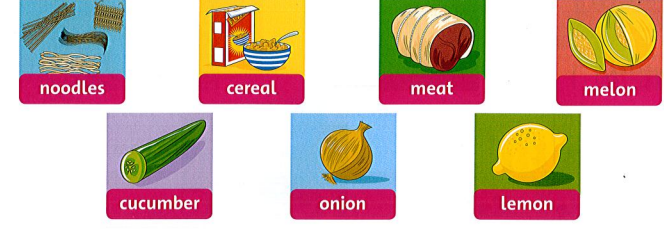 noodles
cereal
meat
melon
cucumber
onion
lemon